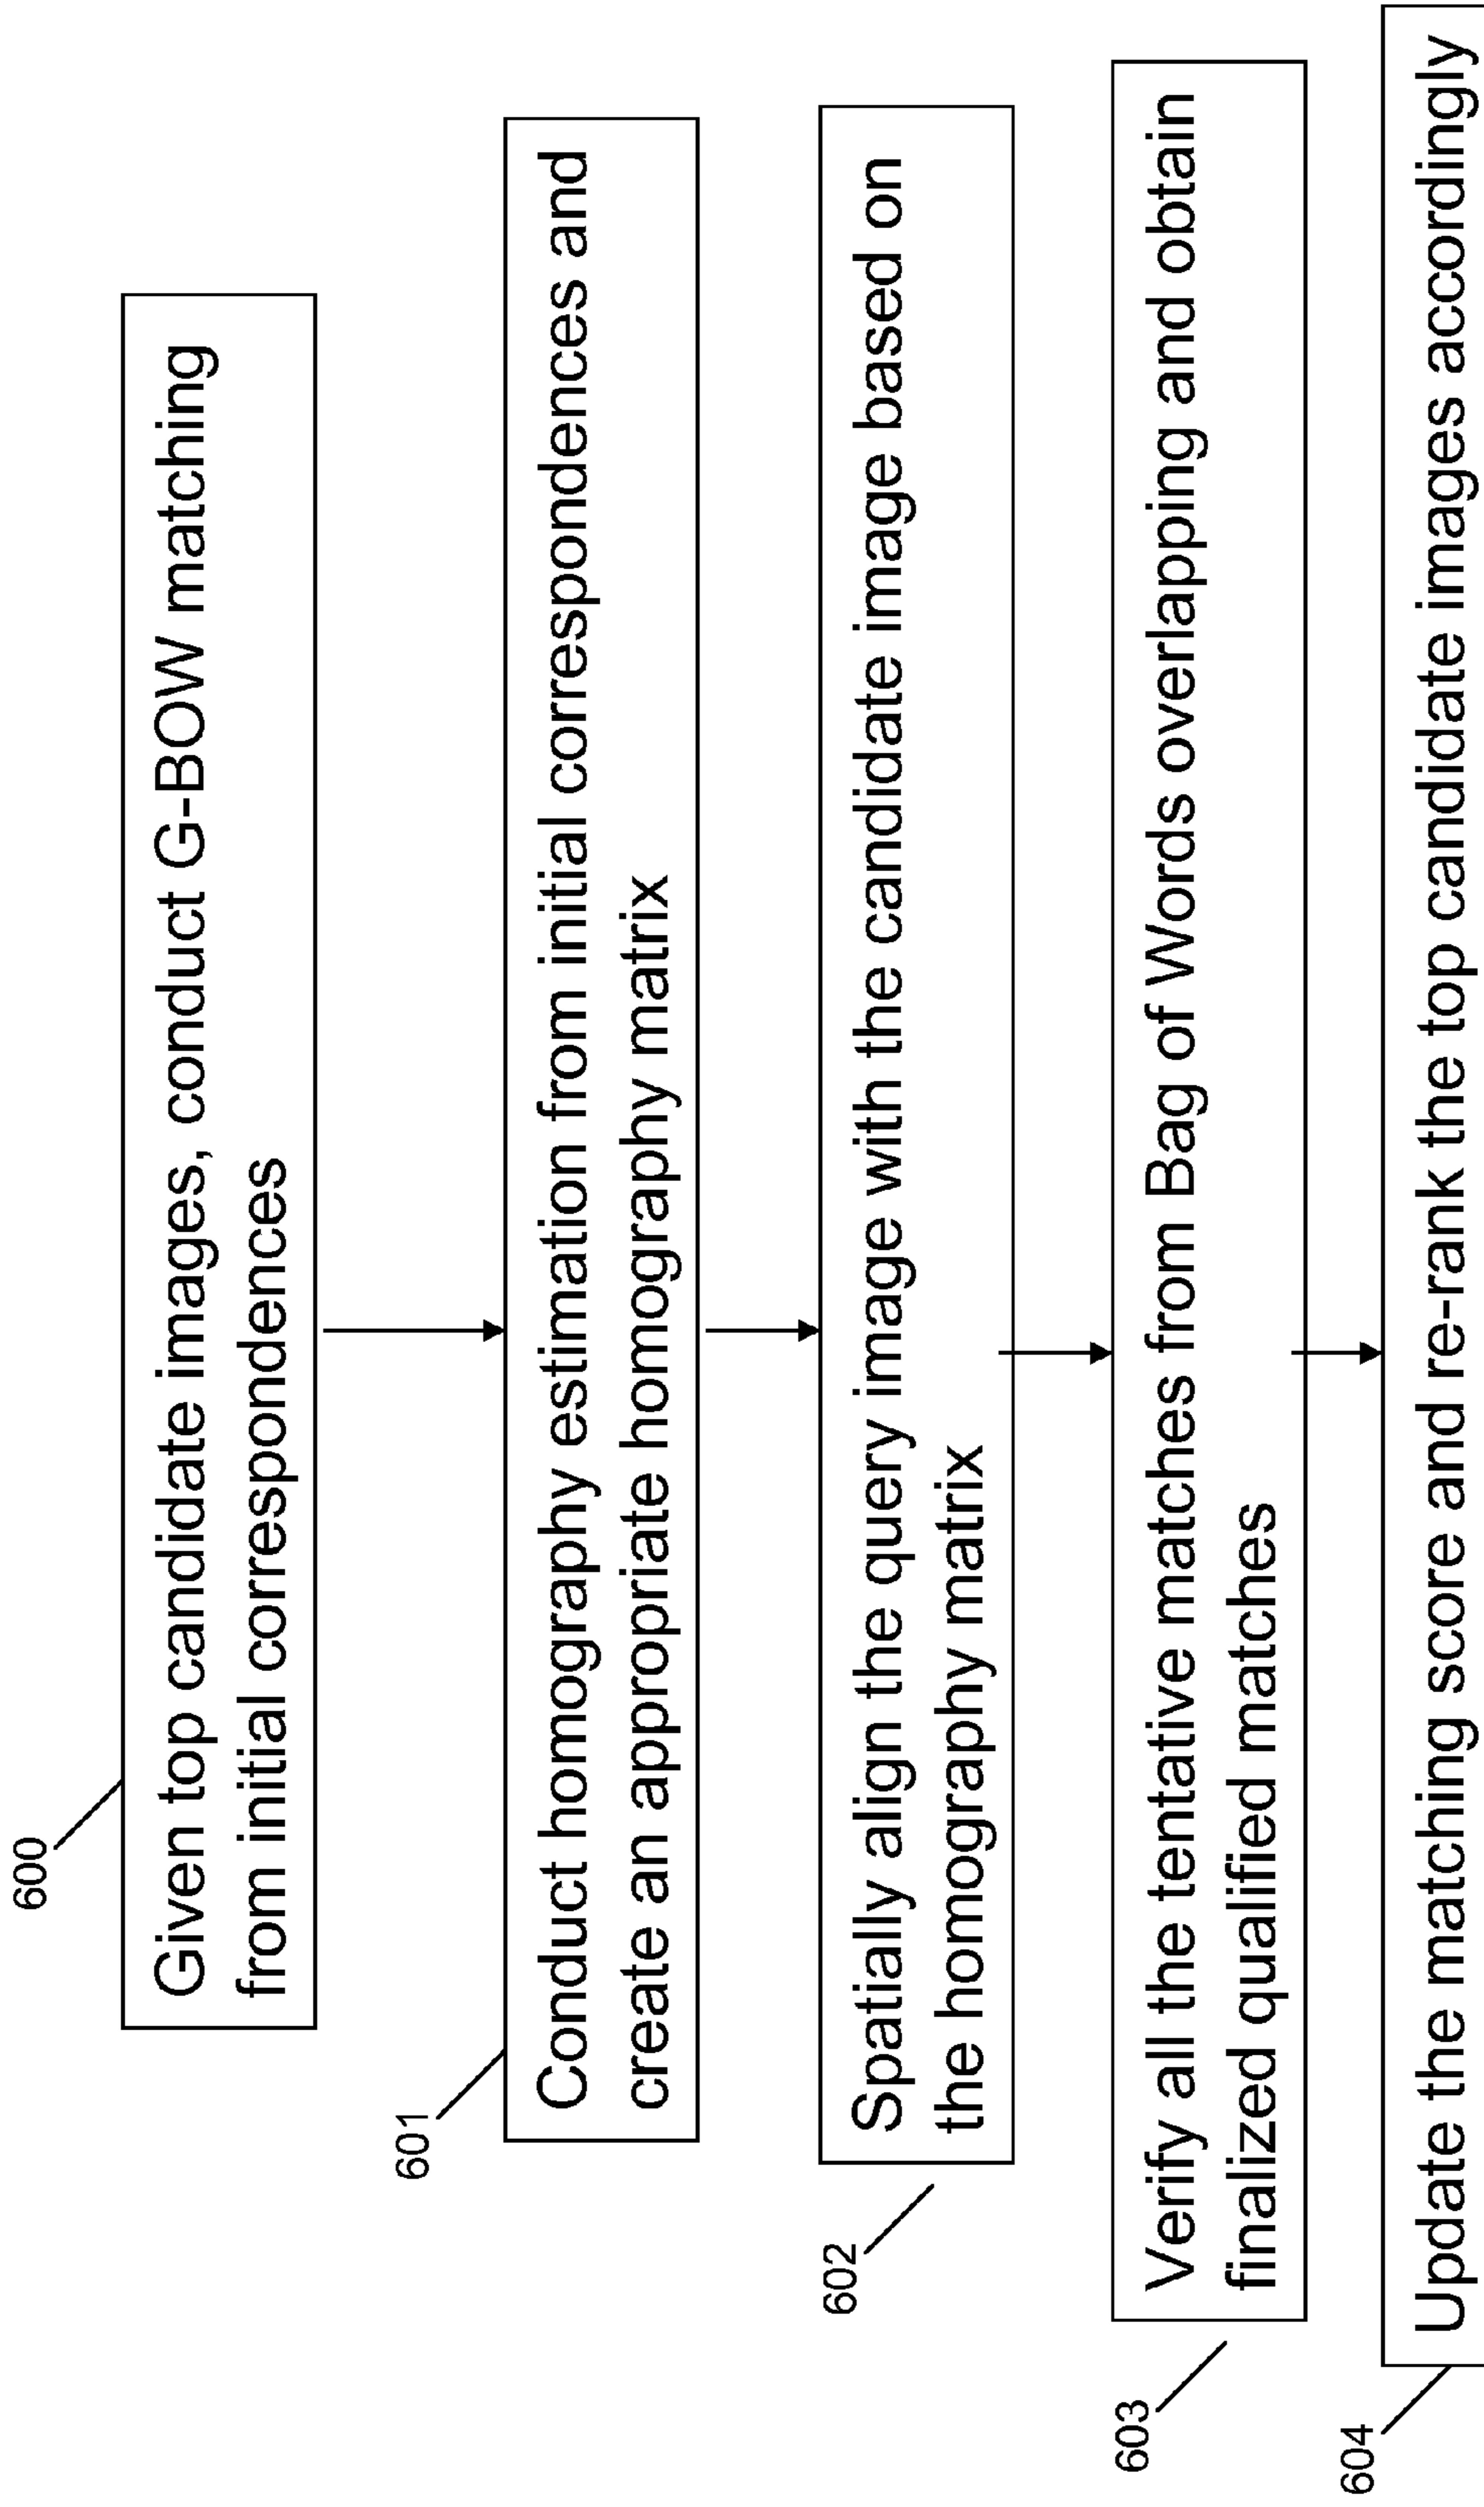 600
Given top candidate images, conduct G-BOW matching
from initial correspondences
601
Conduct homography estimation from initial correspondences and
create an appropriate homography matrix
602
Spatially align the query image with the candidate image based on
the homography matrix
603
Verify all the tentative matches from Bag of Words overlapping and obtain
finalized qualified matches
604
Update the matching score and re-rank the top candidate images accordingly